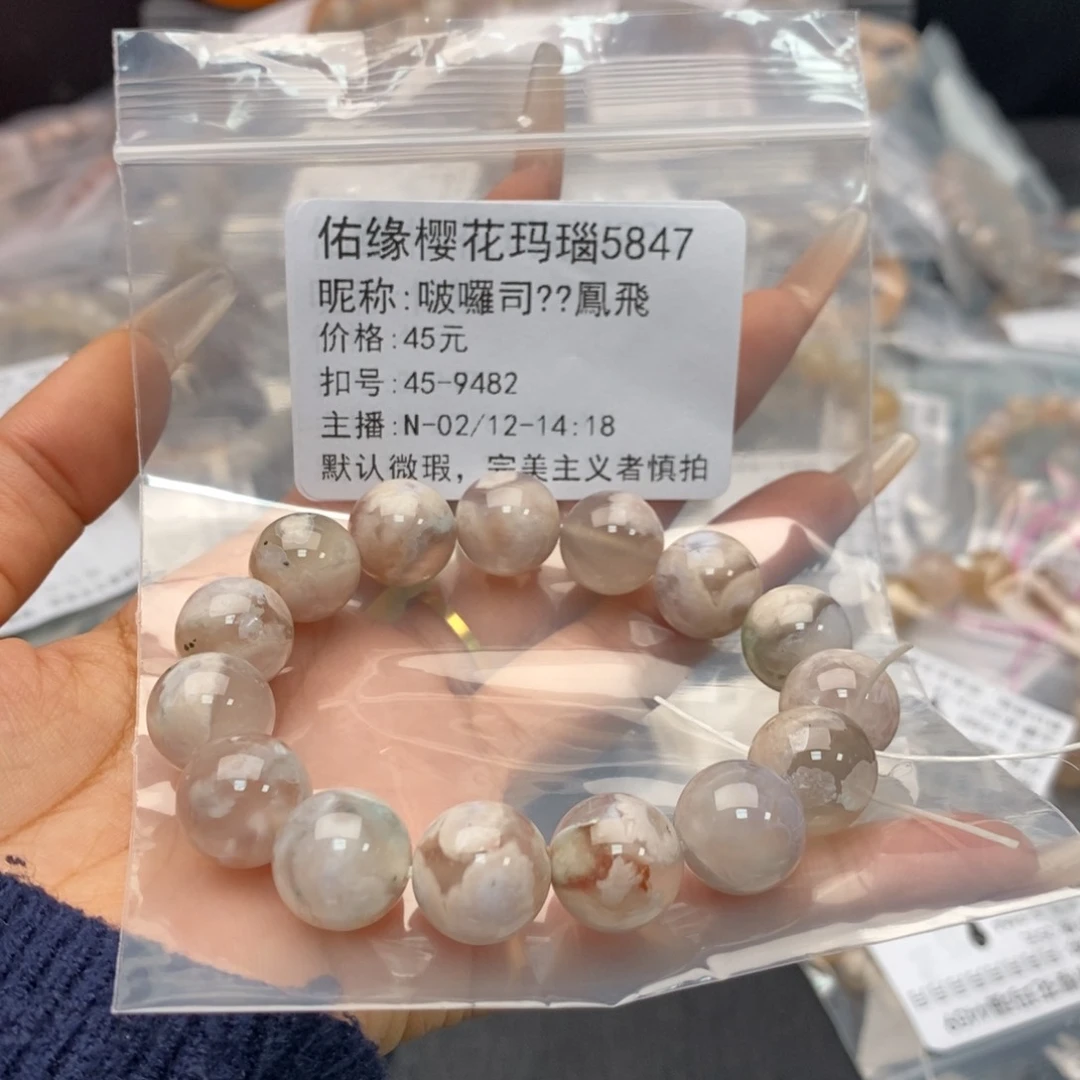 佑缘樱花玛瑙5847
昵称:啵囉司??鳳飛
价格:45元
扣号:45-9482
主播:N-02/12-14:18
默认微瑕，完美主义者慎拍